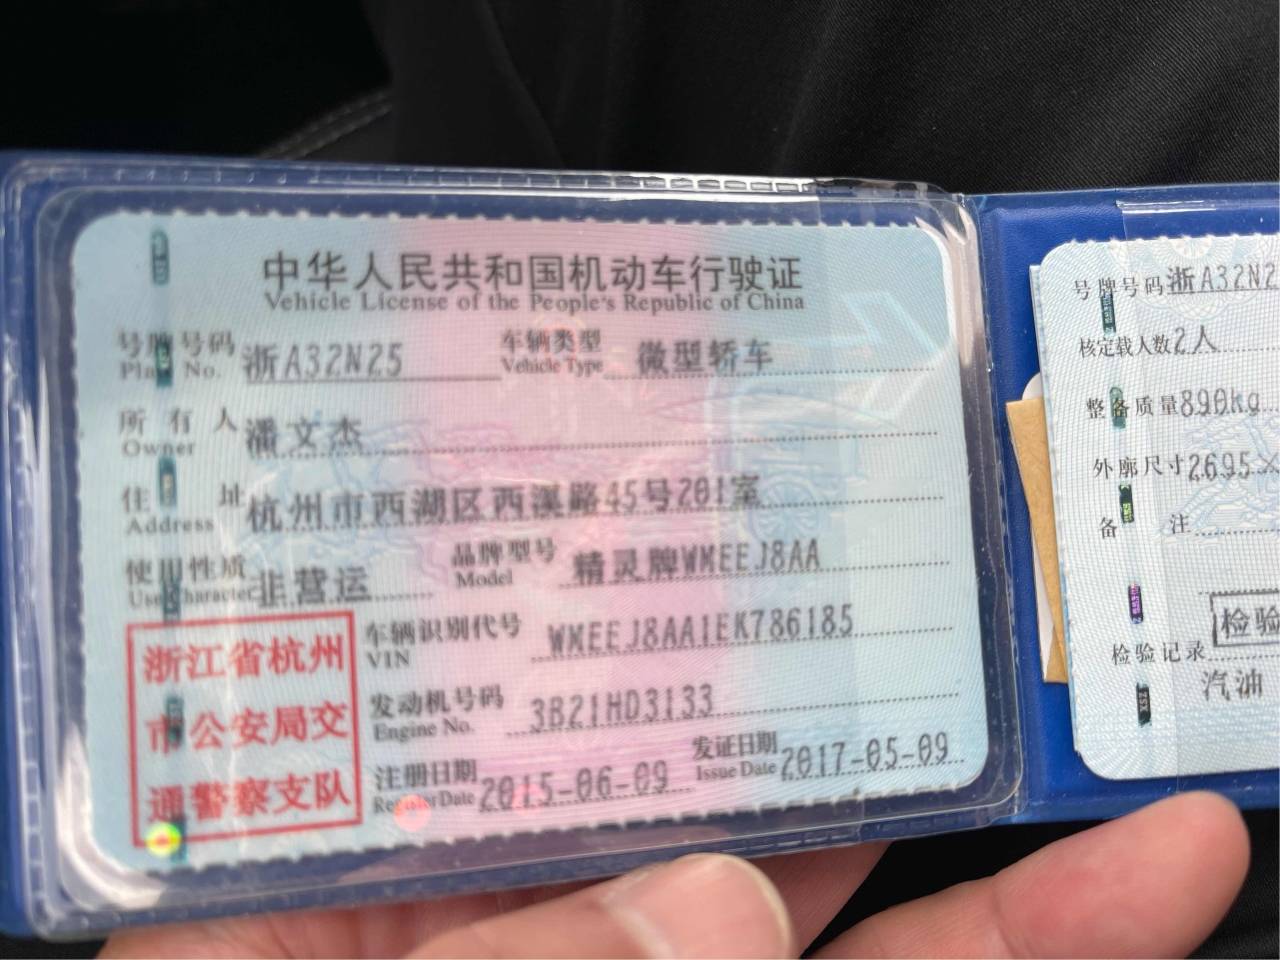 中华人民共和国机动车行驶证
Vehicle License of the People's Republic of China
号牌号码 浙A32N25 车辆类型 微型轿车
Plate No. Vehicle Type
所有人 潘文杰
Owner
住址 杭州市西湖区西溪路45号201室
Address
使用性质 非营运 品牌型号 精灵牌WMEEJ8AA
Use Character Model
车辆识别代号 WMEEJ8AA1EK786185
VIN
发动机号码 3B21HD3133
Engine No.
注册日期 2015-06-09 发证日期 2017-05-09
Register Date Issue Date
浙江省杭州
市公安局交
通警察支队
号牌号码 浙A32N2
核定载人数 2人
整备质量 890kg
外廓尺寸 2695×
备注
检验
检验记录
汽油